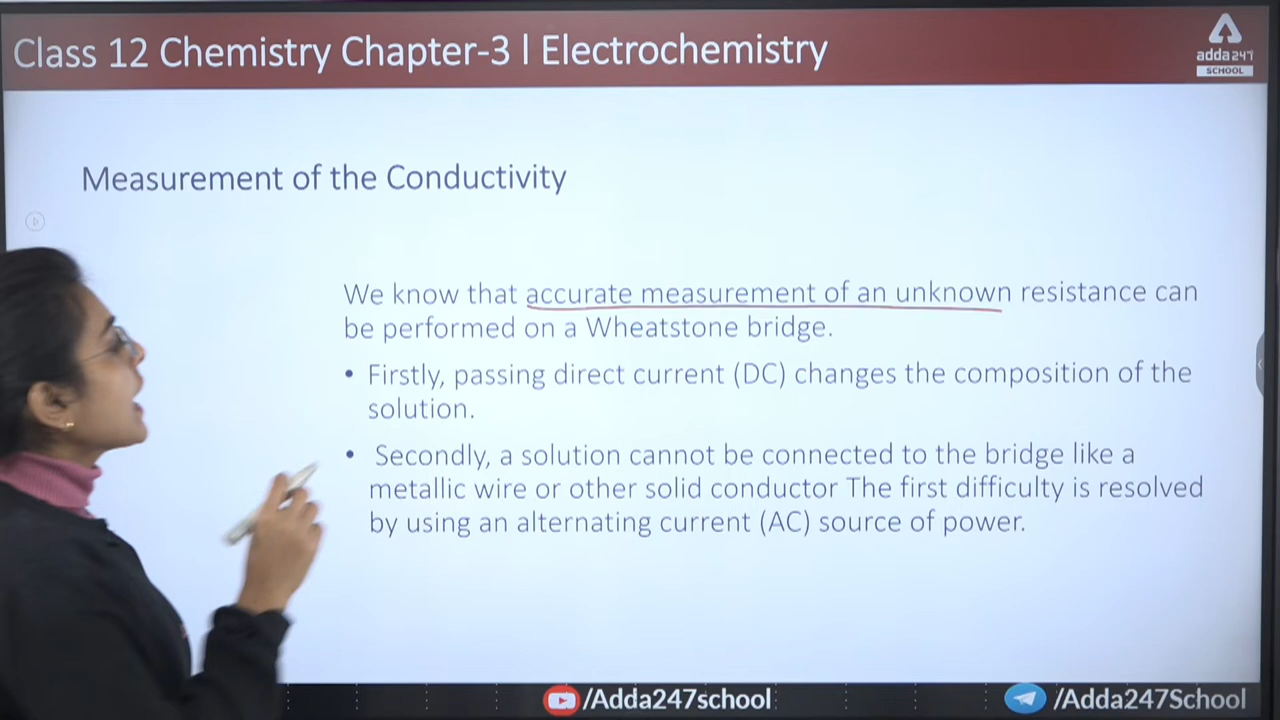 Class 12 Chemistry Chapter-3 l Electrochemistry
adda247
SCHOOL
Measurement of the Conductivity
We know that accurate measurement of an unknown resistance can
be performed on a Wheatstone bridge.
• Firstly, passing direct current (DC) changes the composition of the
solution.
• Secondly, a solution cannot be connected to the bridge like a
metallic wire or other solid conductor The first difficulty is resolved
by using an alternating current (AC) source of power.
/Adda247school
/Adda247School